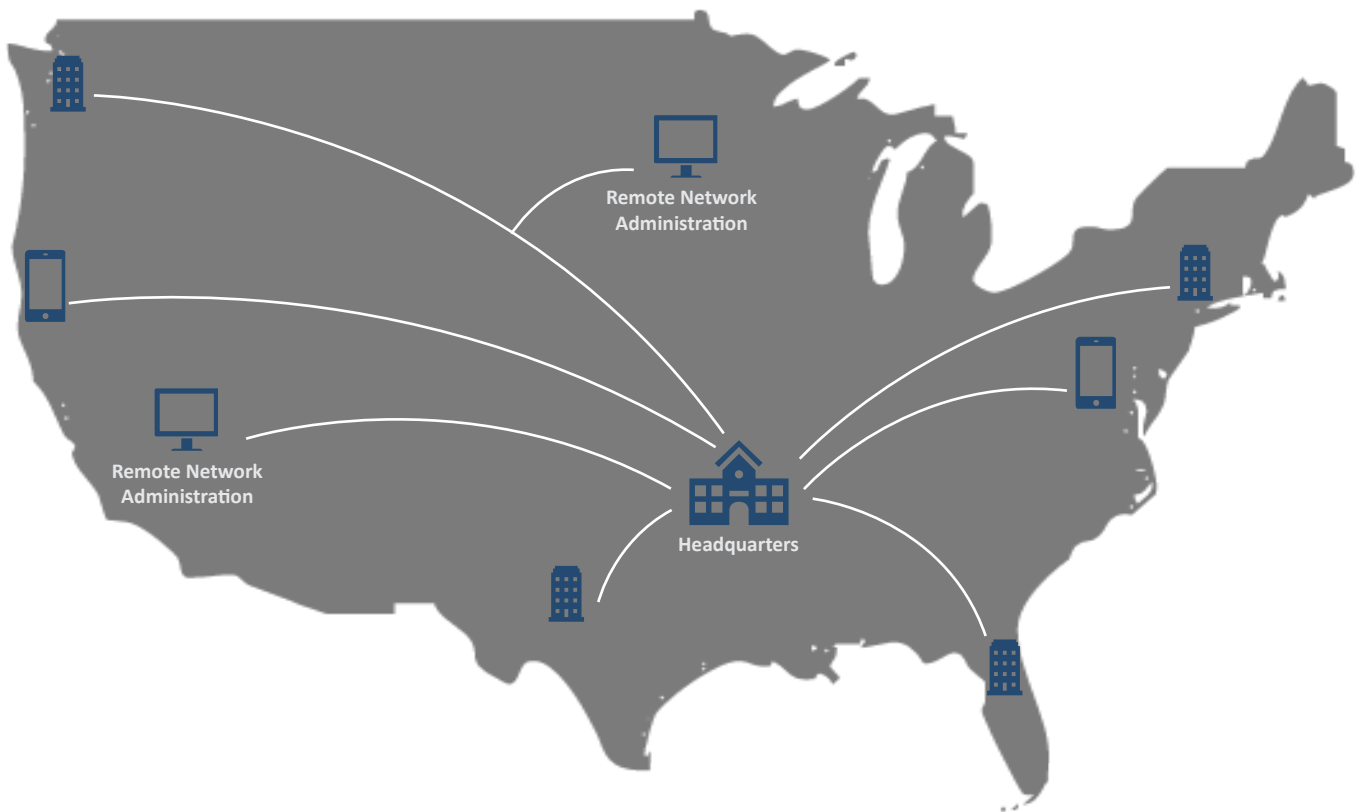 Remote Network
Administration
Remote Network
Administration
Headquarters